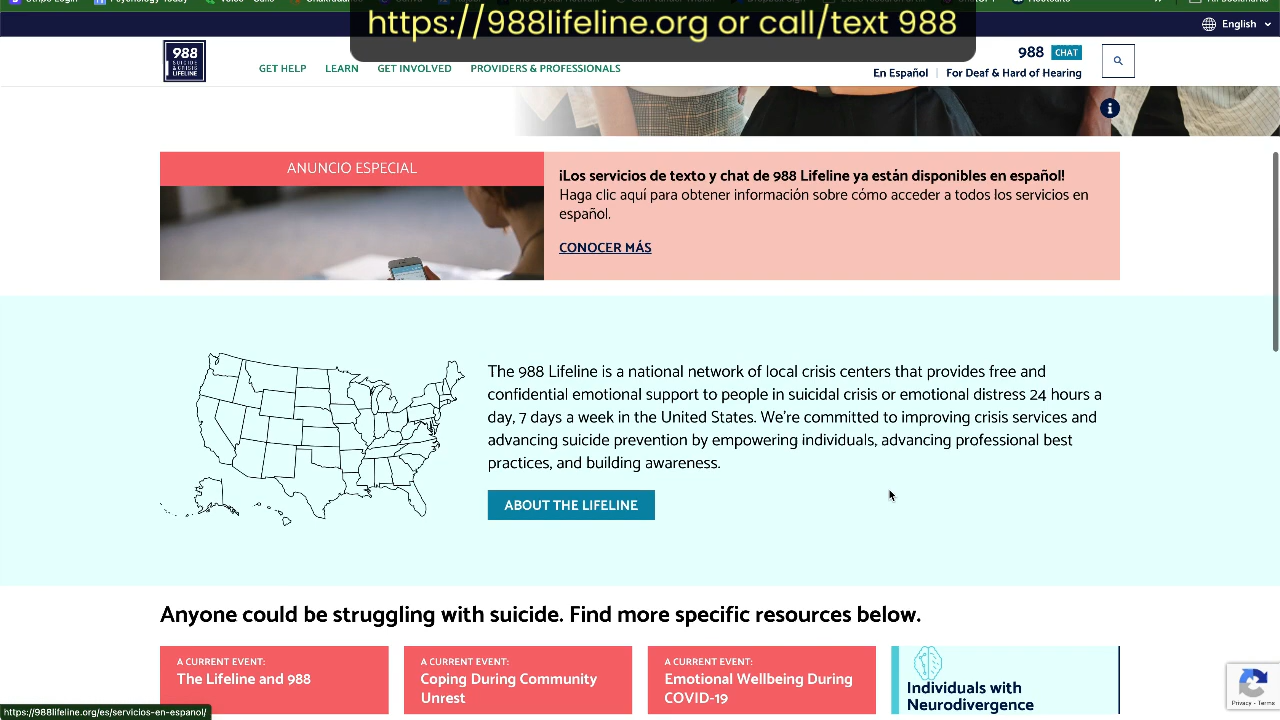 https://988lifeline.org or call/text 988
English
988
SUICIDE
& CRISIS
LIFELINE
GET HELP
LEARN
GET INVOLVED
PROVIDERS & PROFESSIONALS
988 CHAT
En Español
For Deaf & Hard of Hearing
ANUNCIO ESPECIAL
¡Los servicios de texto y chat de 988 Lifeline ya están disponibles en español!
Haga clic aquí para obtener información sobre cómo acceder a todos los servicios en
español.
CONOCER MÁS
The 988 Lifeline is a national network of local crisis centers that provides free and
confidential emotional support to people in suicidal crisis or emotional distress 24 hours a
day, 7 days a week in the United States. We're committed to improving crisis services and
advancing suicide prevention by empowering individuals, advancing professional best
practices, and building awareness.
ABOUT THE LIFELINE
Anyone could be struggling with suicide. Find more specific resources below.
A CURRENT EVENT:
The Lifeline and 988
A CURRENT EVENT:
Coping During Community
Unrest
A CURRENT EVENT:
Emotional Wellbeing During
COVID-19
Individuals with
Neurodivergence
Privacy - Terms
https://988lifeline.org/es/servicios-en-espanol/